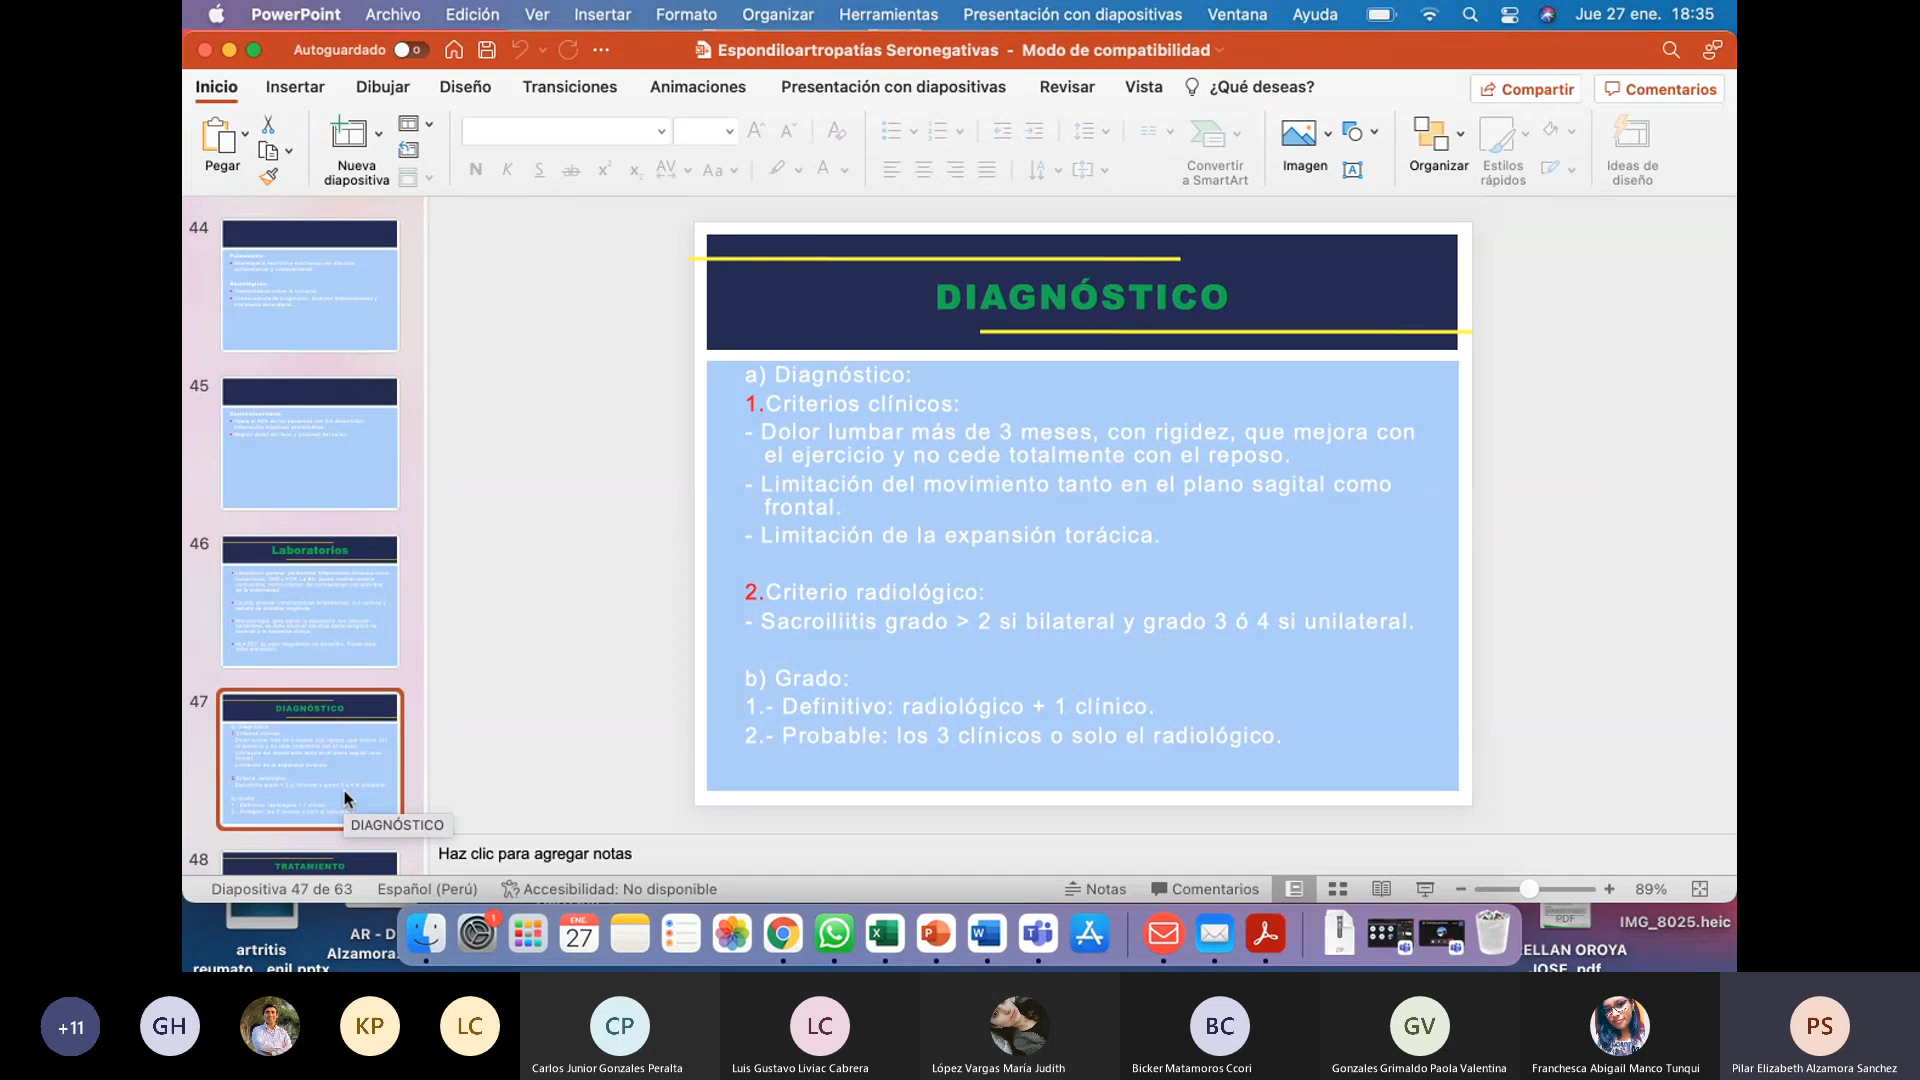 PowerPoint Archivo Edición Ver Insertar Formato Organizar Herramientas Presentación con diapositivas Ventana Ayuda Jue 27 ene. 18:35
Autoguardado Espondiloartropatías Seronegativas - Modo de compatibilidad
Inicio Insertar Dibujar Diseño Transiciones Animaciones Presentación con diapositivas Revisar Vista ¿Qué deseas? Compartir Comentarios
Pegar
Nueva
diapositiva
Convertir
a SmartArt
Imagen
Organizar
Estilos
rápidos
Ideas de
diseño
44
45
46
Laboratorios
47
DIAGNÓSTICO
DIAGNÓSTICO
48
TRATAMIENTO
DIAGNÓSTICO
a) Diagnóstico:
1.Criterios clínicos:
- Dolor lumbar más de 3 meses, con rigidez, que mejora con
el ejercicio y no cede totalmente con el reposo.
- Limitación del movimiento tanto en el plano sagital como
frontal.
- Limitación de la expansión torácica.
2.Criterio radiológico:
- Sacroiliitis grado > 2 si bilateral y grado 3 ó 4 si unilateral.
b) Grado:
1.- Definitivo: radiológico + 1 clínico.
2.- Probable: los 3 clínicos o solo el radiológico.
Haz clic para agregar notas
Diapositiva 47 de 63 Español (Perú) Accesibilidad: No disponible Notas Comentarios 89%
artritis
AR - D
Alzamora.
ENE.
27
1
ZIP
PDF
IMG_8025.heic
ELLAN OROYA
JOSE .pdf
+11 GH KP LC CP LC BC GV PS
Carlos Junior Gonzales Peralta
Luis Gustavo Liviac Cabrera
López Vargas María Judith
Bicker Matamoros Ccori
Gonzales Grimaldo Paola Valentina
Franchesca Abigail Manco Tunqui
Pilar Elizabeth Alzamora Sanchez